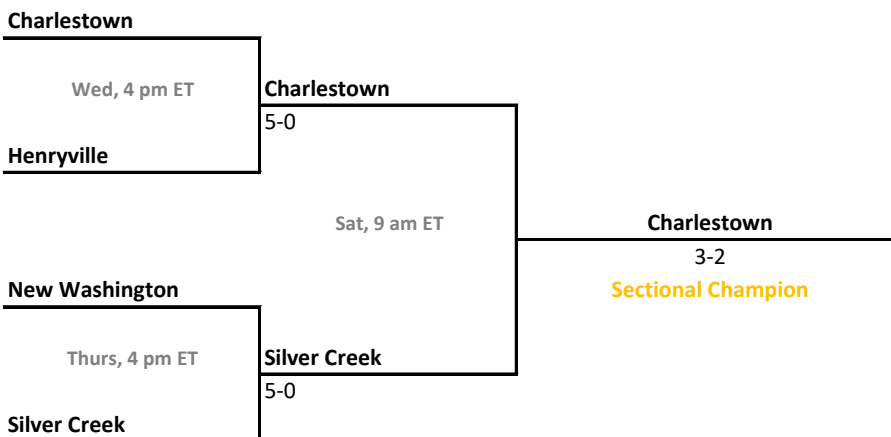 Charlestown
Wed, 4 pm ET
Charlestown
5-0
Henryville
Sat, 9 am ET
Charlestown
3-2
New Washington
Sectional Champion
Thurs, 4 pm ET
Silver Creek
5-0
Silver Creek